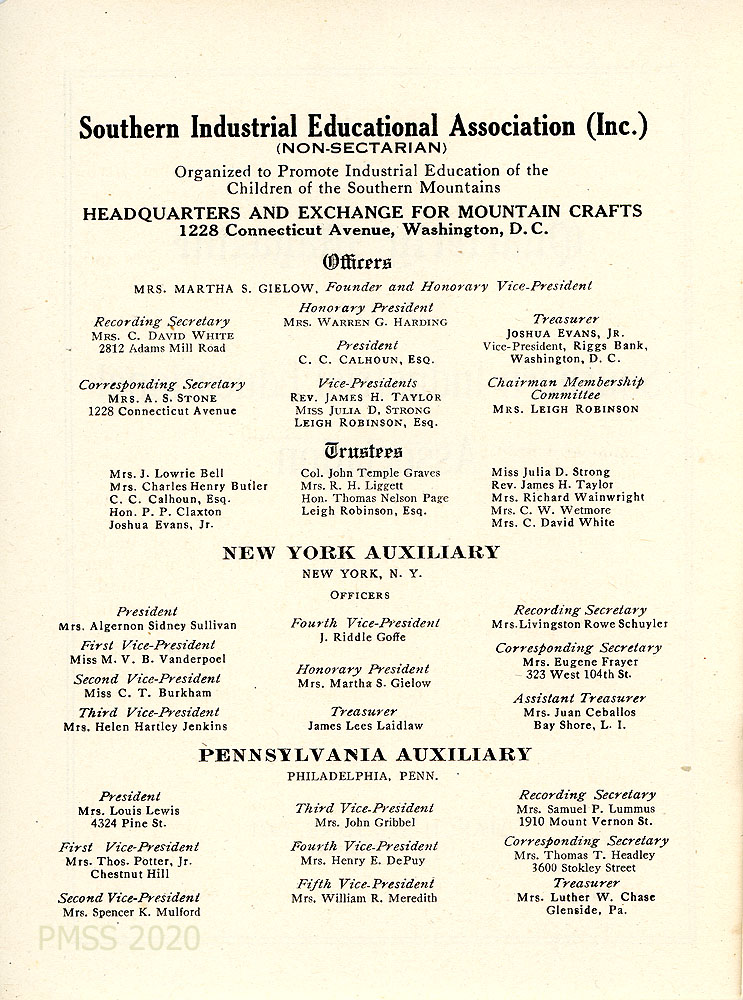 Southern Industrial Educational Association (Inc.)
(NON-SECTARIAN)
Organized to Promote Industrial Education of the
Children of the Southern Mountains
HEADQUARTERS AND EXCHANGE FOR MOUNTAIN CRAFTS
1228 Connecticut Avenue, Washington, D. C.
Officers
MRS. MARTHA S. GIELOW, Founder and Honorary Vice-President
Recording Secretary
MRS. C. DAVID WHITE
2812 Adams Mill Road
Corresponding Secretary
MRS. A. S. STONE
1228 Connecticut Avenue
Honorary President
MRS. WARREN G. HARDING
President
C. C. CALHOUN, ESQ.
Vice-Presidents
REV. JAMES H. TAYLOR
MISS JULIA D, STRONG
LEIGH ROBINSON, Esq.
Treasurer
JOSHUA EVANS, JR.
Vice-President, Riggs Bank,
Washington, D. C.
Chairman Membership
Committee
MRS. LEIGH ROBINSON
Trustees
Mrs. J. Lowrie Bell
Mrs. Charles Henry Butler
C. C. Calhoun, Esq.
Hon. P. P. Claxton
Joshua Evans, Jr.
Col. John Temple Graves
Mrs. R. H. Liggett
Hon. Thomas Nelson Page
Leigh Robinson, Esq.
Miss Julia D. Strong
Rev. James H. Taylor
Mrs. Richard Wainwright
Mrs. C. W. Wetmore
Mrs. C. David White
NEW YORK AUXILIARY
NEW YORK, N. Y.
OFFICERS
President
Mrs. Algernon Sidney Sullivan
First Vice-President
Miss M. V. B. Vanderpoel
Second Vice-President
Miss C. T. Burkham
Third Vice-President
Mrs. Helen Hartley Jenkins
Fourth Vice-President
J. Riddle Goffe
Honorary President
Mrs. Martha S. Gielow
Treasurer
James Lees Laidlaw
Recording Secretary
Mrs. Livingston Rowe Schuyler
Corresponding Secretary
Mrs. Eugene Frayer
323 West 104th St.
Assistant Treasurer
Mrs. Juan Ceballos
Bay Shore, L. I.
PENNSYLVANIA AUXILIARY
PHILADELPHIA, PENN.
President
Mrs. Louis Lewis
4324 Pine St.
First Vice-President
Mrs. Thos. Potter, Jr.
Chestnut Hill
Second Vice-President
Mrs. Spencer K. Mulford
Third Vice-President
Mrs. John Gribbel
Fourth Vice-President
Mrs. Henry E. DePuy
Fifth Vice-President
Mrs. William R. Meredith
Recording Secretary
Mrs. Samuel P. Lummus
1910 Mount Vernon St.
Corresponding Secretary
Mrs. Thomas T. Headley
3600 Stokley Street
Treasurer
Mrs. Luther W. Chase
Glenside, Pa.
PMSS 2020